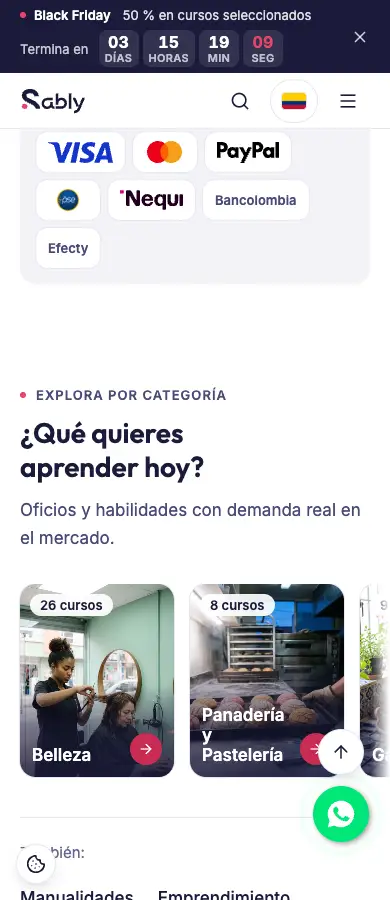 Black Friday 50 % en cursos seleccionados
Termina en 03 DÍAS 15 HORAS 19 MIN 09 SEG
Sably
VISA PayPal
pse Nequi Bancolombia
Efecty
EXPLORA POR CATEGORÍA
¿Qué quieres
aprender hoy?
Oficios y habilidades con demanda real en
el mercado.
26 cursos
Belleza
8 cursos
Panadería
y
Pastelería
9
G
bién:
Manualidades Emprendimiento